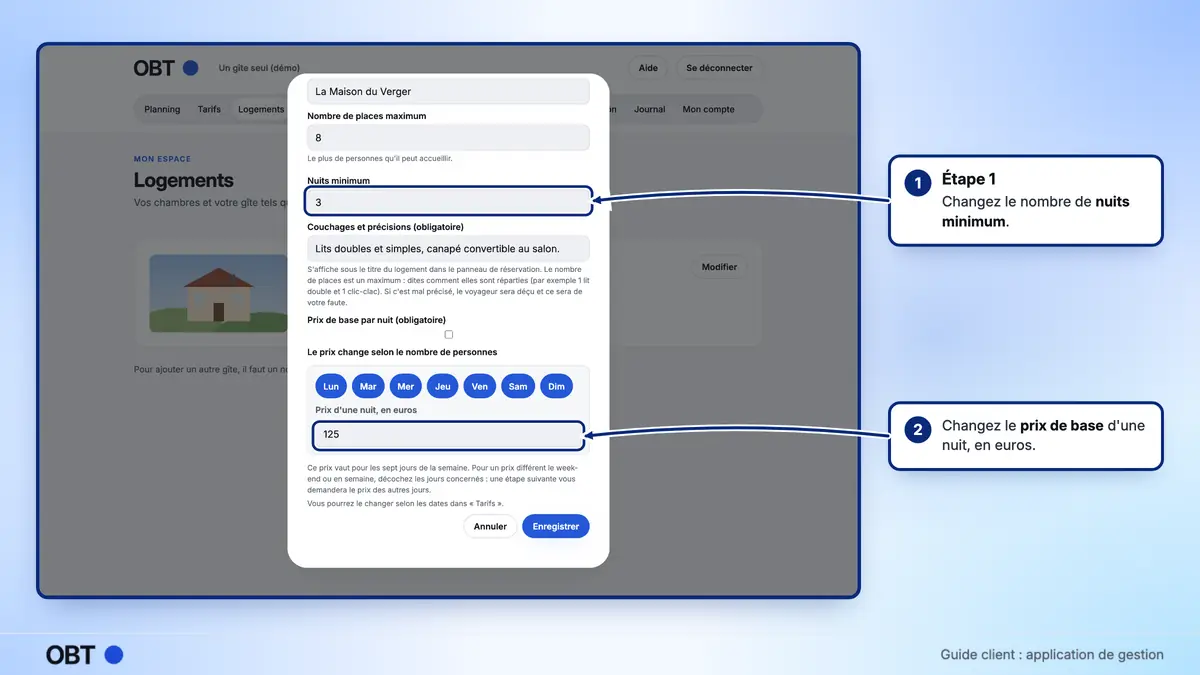 OBT
Un gîte seul (démo)
Aide
Se déconnecter
Planning
Tarifs
Logements
Journal
Mon compte
MON ESPACE
Logements
Vos chambres et votre gîte tels
Modifier
Pour ajouter un autre gîte, il faut un
La Maison du Verger
Nombre de places maximum
8
Le plus de personnes qu'il peut accueillir.
Nuits minimum
3
Couchages et précisions (obligatoire)
Lits doubles et simples, canapé convertible au salon.
S'affiche sous le titre du logement dans le panneau de réservation. Le nombre
de places est un maximum : dites comment elles sont réparties (par exemple 1 lit
double et 1 clic-clac). Si c'est mal précisé, le voyageur sera déçu et ce sera de
votre faute.
Prix de base par nuit (obligatoire)
Le prix change selon le nombre de personnes
Lun Mar Mer Jeu Ven Sam Dim
Prix d'une nuit, en euros
125
Ce prix vaut pour les sept jours de la semaine. Pour un prix différent le week-
end ou en semaine, décochez les jours concernés : une étape suivante vous
demandera le prix des autres jours.
Vous pourrez le changer selon les dates dans « Tarifs ».
Annuler
Enregistrer
1
Étape 1
Changez le nombre de nuits
minimum.
2
Changez le prix de base d'une
nuit, en euros.
OBT
Guide client : application de gestion